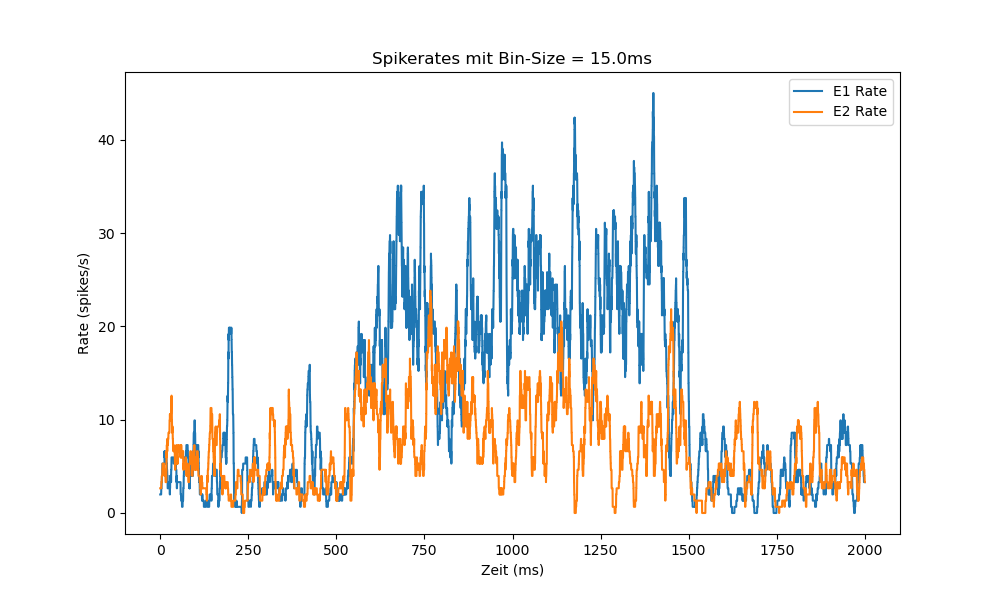 Spikerates mit Bin-Size = 15.0ms
E1 Rate
E2 Rate
Rate (spikes/s)
40
30
20
10
0
0 250 500 750 1000 1250 1500 1750 2000
Zeit (ms)